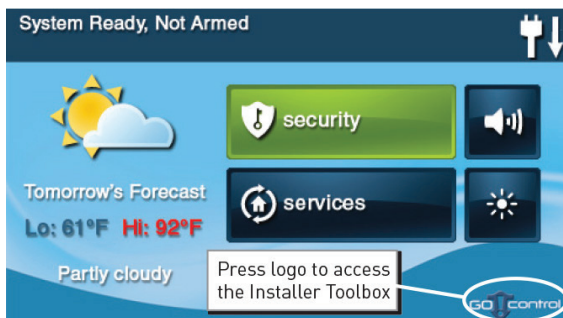 System Ready, Not Armed
security
Tomorrow's Forecast
services
Lo: 61°F Hi: 92°F
Partly cloudy
Press logo to access
the Installer Toolbox
GO control